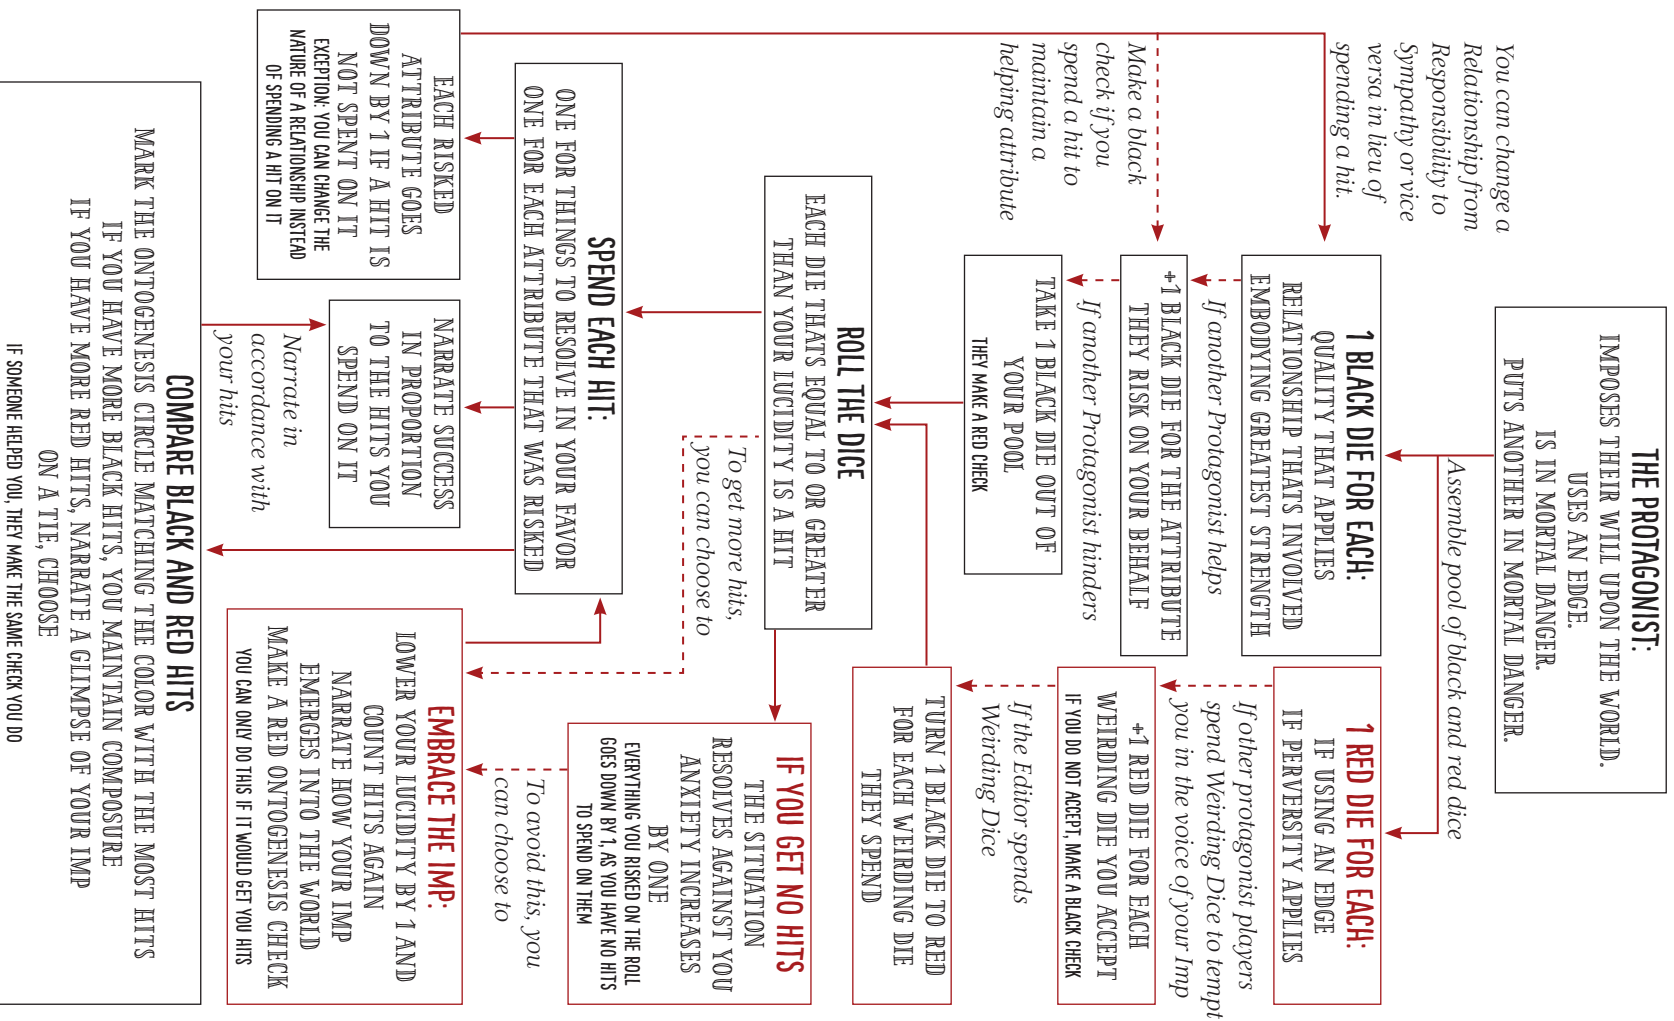 THE PROTAGONIST:
IMPOSES THEIR WILL UPON THE WORLD.
USES AN EDGE.
IS IN MORTAL DANGER.
PUTS ANOTHER IN MORTAL DANGER.
Assemble pool of black and red dice
You can change a
Relationship from
Responsibility to
Sympathy or vice
versa in lieu of
spending a hit.
1 BLACK DIE FOR EACH:
QUALITY THAT APPLIES
RELATIONSHIP THATS INVOLVED
EMBODYING GREATEST STRENGTH
1 RED DIE FOR EACH:
IF USING AN EDGE
IF PERVERSITY APPLIES
If another Protagonist helps
If other protagonist players
spend Weirding Dice to tempt
you in the voice of your Imp
Make a black
check if you
spend a hit to
maintain a
helping attribute
+1 BLACK DIE FOR THE ATTRIBUTE
THEY RISK ON YOUR BEHALF
+1 RED DIE FOR EACH
WEIRDING DIE YOU ACCEPT
IF YOU DO NOT ACCEPT, MAKE A BLACK CHECK
If another Protagonist hinders
If the Editor spends
Weirding Dice
TAKE 1 BLACK DIE OUT OF
YOUR POOL
THEY MAKE A RED CHECK
TURN 1 BLACK DIE TO RED
FOR EACH WEIRDING DIE
THEY SPEND
ROLL THE DICE
EACH DIE THATS EQUAL TO OR GREATER
THAN YOUR LUCIDITY IS A HIT
IF YOU GET NO HITS
THE SITUATION
RESOLVES AGAINST YOU
ANXIETY INCREASES
BY ONE
EVERYTHING YOU RISKED ON THE ROLL
GOES DOWN BY 1, AS YOU HAVE NO HITS
TO SPEND ON THEM
To get more hits,
you can choose to
To avoid this, you
can choose to
SPEND EACH HIT:
ONE FOR THINGS TO RESOLVE IN YOUR FAVOR
ONE FOR EACH ATTRIBUTE THAT WAS RISKED
EMBRACE THE IMP:
LOWER YOUR LUCIDITY BY 1 AND
COUNT HITS AGAIN
NARRATE HOW YOUR IMP
EMERGES INTO THE WORLD
MAKE A RED ONTOGENESIS CHECK
YOU CAN ONLY DO THIS IF IT WOULD GET YOU HITS
EACH RISKED
ATTRIBUTE GOES
DOWN BY 1 IF A HIT IS
NOT SPENT ON IT
EXCEPTION: YOU CAN CHANGE THE
NATURE OF A RELATIONSHIP INSTEAD
OF SPENDING A HIT ON IT
NARRATE SUCCESS
IN PROPORTION
TO THE HITS YOU
SPEND ON IT
Narrate in
accordance with
your hits
COMPARE BLACK AND RED HITS
MARK THE ONTOGENESIS CIRCLE MATCHING THE COLOR WITH THE MOST HITS
IF YOU HAVE MORE BLACK HITS, YOU MAINTAIN COMPOSURE
IF YOU HAVE MORE RED HITS, NARRATE A GLIMPSE OF YOUR IMP
ON A TIE, CHOOSE
IF SOMEONE HELPED YOU, THEY MAKE THE SAME CHECK YOU DO